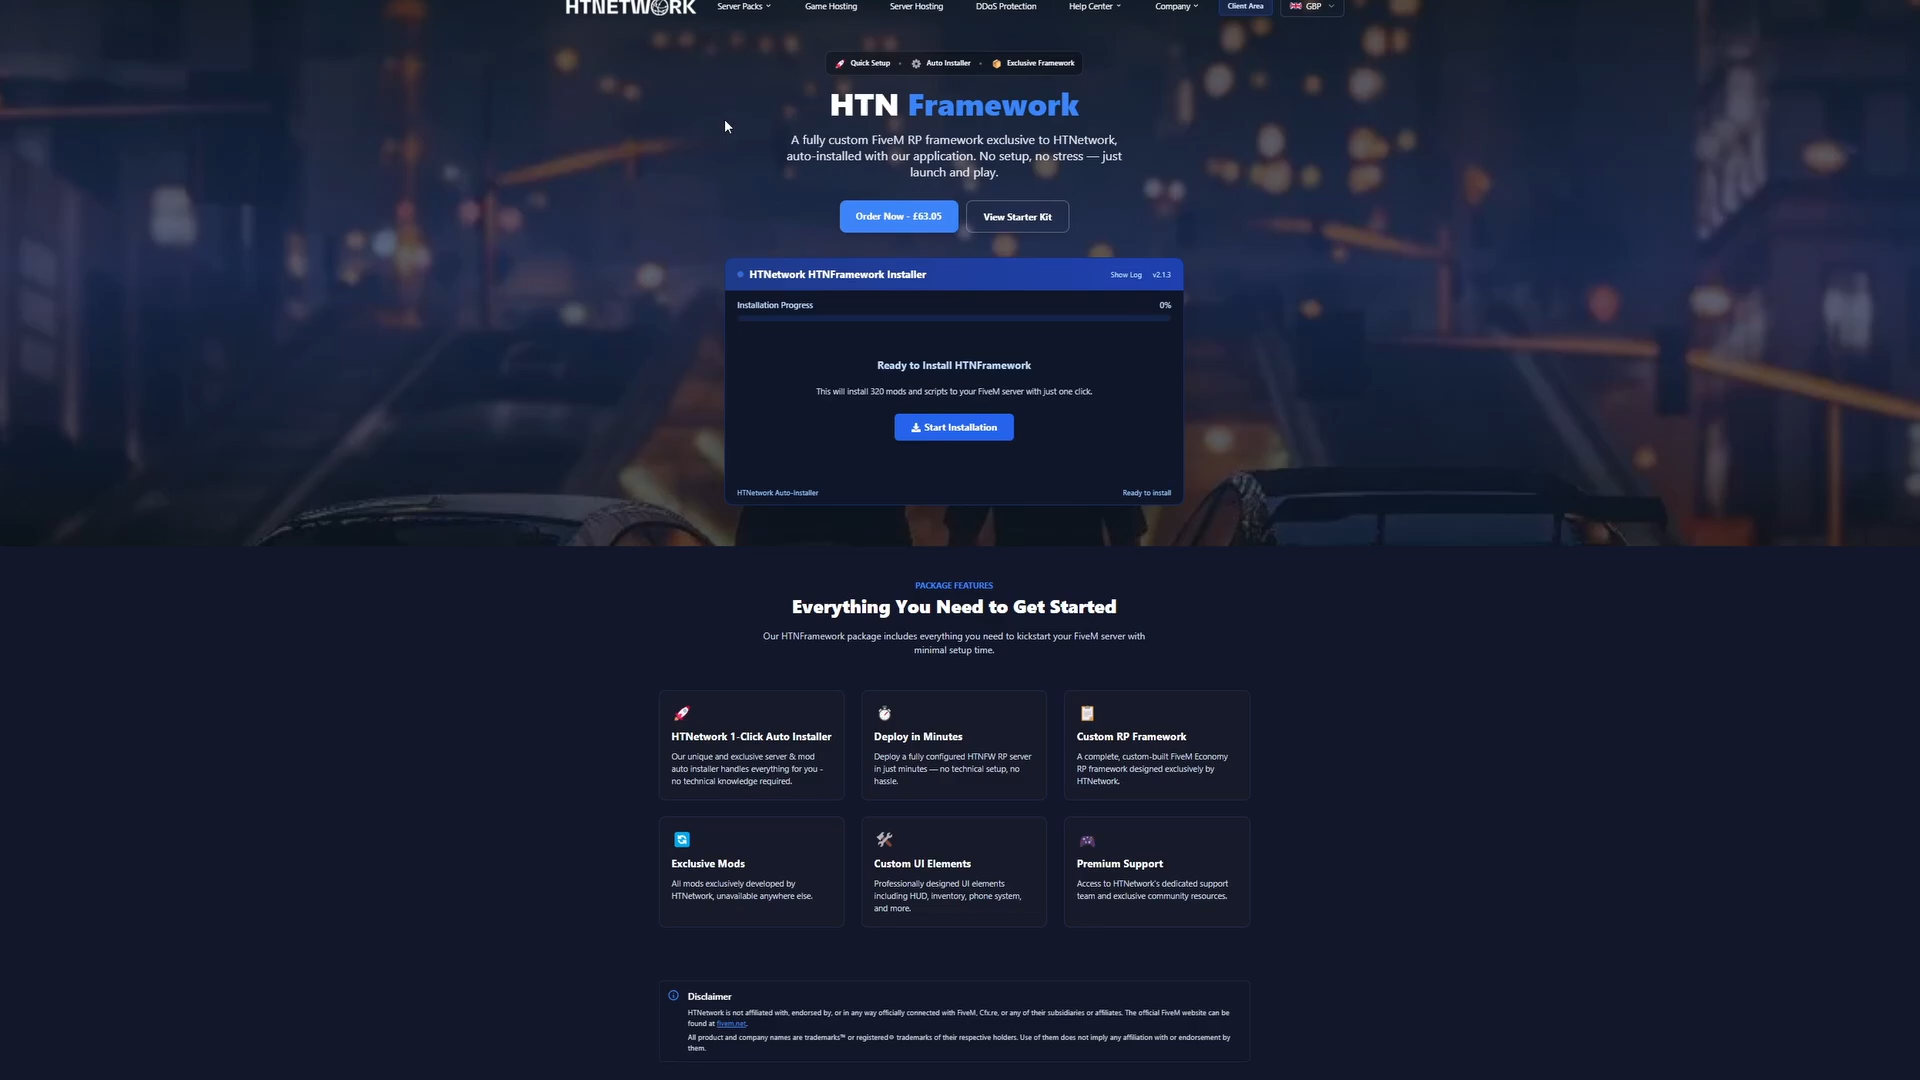 HTNETWORK
Server Packs
Game Hosting
Server Hosting
DDoS Protection
Help Center
Company
Client Area
GBP
Quick Setup • Auto Installer • Exclusive Framework
HTN Framework
A fully custom FiveM RP framework exclusive to HTNetwork,
auto-installed with our application. No setup, no stress — just
launch and play.
Order Now - £63.05
View Starter Kit
HTNetwork HTNFramework Installer
Show Log
v2.1.3
Installation Progress
0%
Ready to Install HTNFramework
This will install 320 mods and scripts to your FiveM server with just one click.
Start Installation
HTNetwork Auto-Installer
Ready to install
PACKAGE FEATURES
Everything You Need to Get Started
Our HTNFramework package includes everything you need to kickstart your FiveM server with
minimal setup time.
HTNetwork 1-Click Auto Installer
Our unique and exclusive server & mod
auto installer handles everything for you -
no technical knowledge required.
Deploy in Minutes
Deploy a fully configured HTNFW RP server
in just minutes — no technical setup, no
hassle.
Custom RP Framework
A complete, custom-built FiveM Economy
RP framework designed exclusively by
HTNetwork.
Exclusive Mods
All mods exclusively developed by
HTNetwork, unavailable anywhere else.
Custom UI Elements
Professionally designed UI elements
including HUD, inventory, phone system,
and more.
Premium Support
Access to HTNetwork's dedicated support
team and exclusive community resources.
Disclaimer
HTNetwork is not affiliated with, endorsed by, or in any way officially connected with FiveM, Cfx.re, or any of their subsidiaries or affiliates. The official FiveM website can be
found at fivem.net.
All product and company names are trademarks™ or registered® trademarks of their respective holders. Use of them does not imply any affiliation with or endorsement by
them.